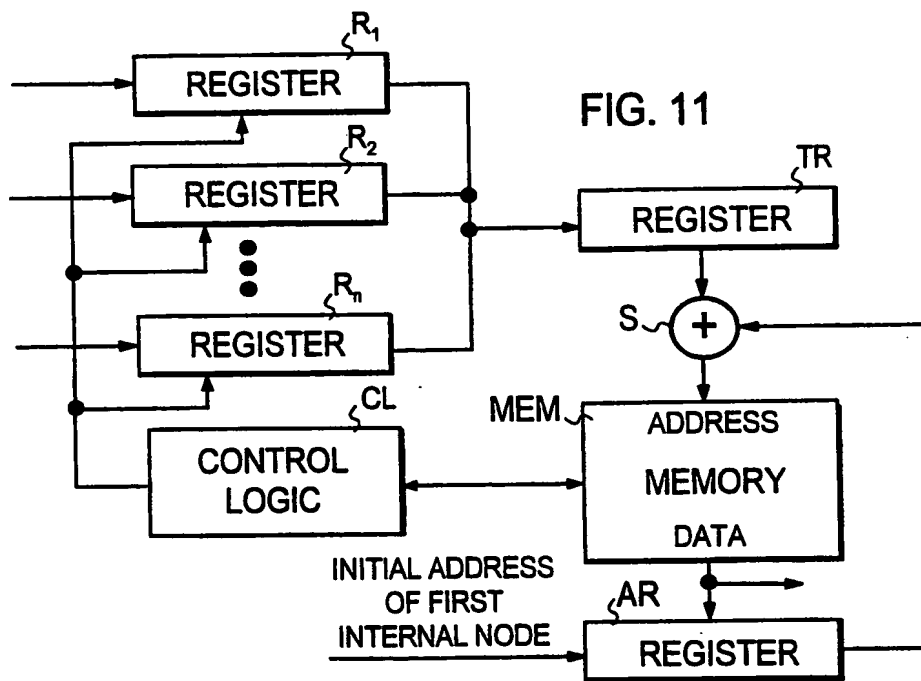 R1
REGISTER
FIG. 11
R2
REGISTER
TR
REGISTER
Rn
REGISTER
S
+
CL
CONTROL
LOGIC
MEM
ADDRESS
MEMORY
DATA
INITIAL ADDRESS
OF FIRST
INTERNAL NODE
AR
REGISTER